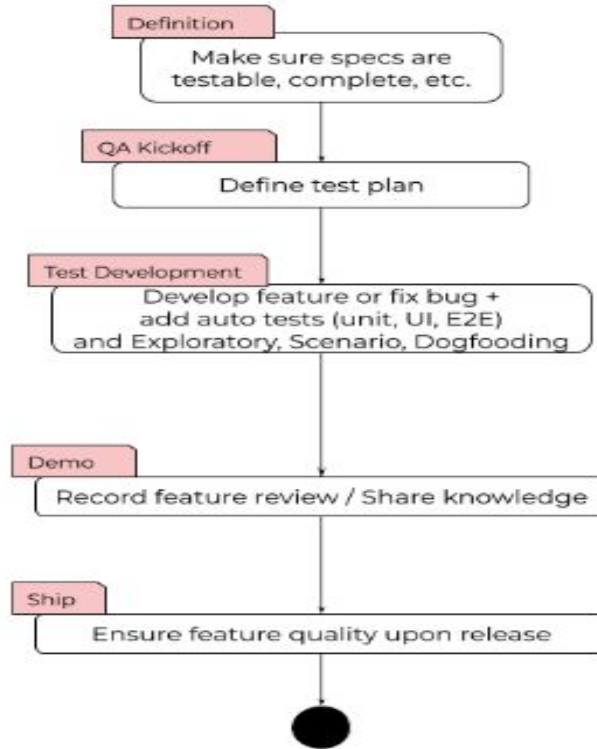 Definition
Make sure specs are
testable, complete, etc.
QA Kickoff
Define test plan
Test Development
Develop feature or fix bug +
add auto tests (unit, UI, E2E)
and Exploratory, Scenario, Dogfooding
Demo
Record feature review / Share knowledge
Ship
Ensure feature quality upon release